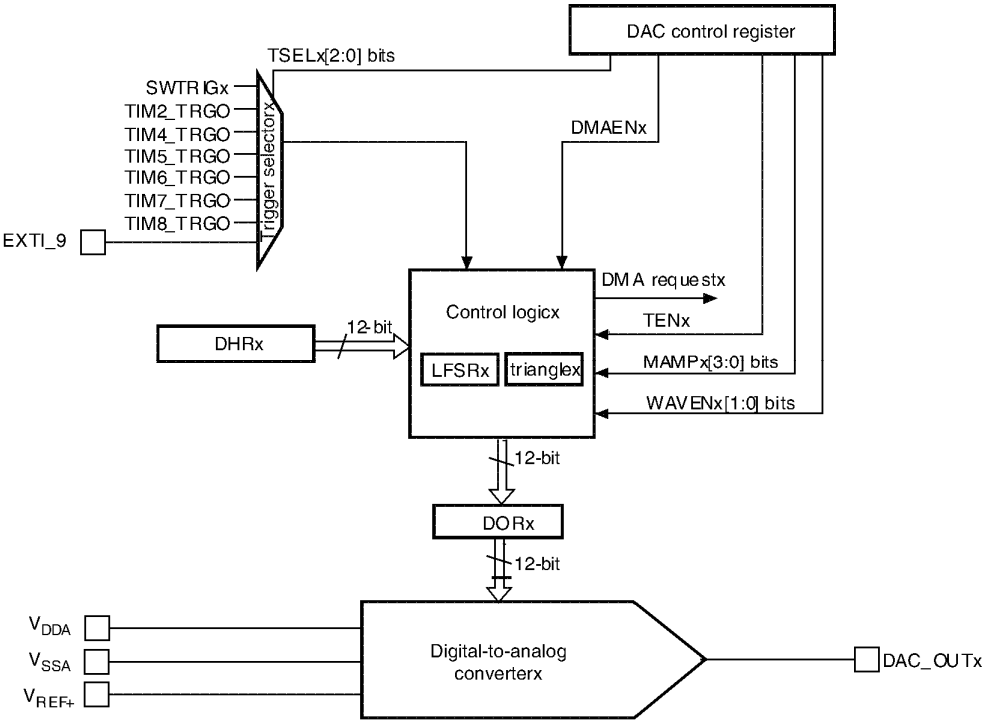 DAC control register
TSELx[2:0] bits
SWTRIGx
TIM2_TRGO
TIM4_TRGO
TIM5_TRGO
TIM6_TRGO
TIM7_TRGO
TIM8_TRGO
EXTI_9
Trigger selectorx
DMAENx
DMA requestx
Control logicx
TENx
12-bit
DHRx
LFSRx
trianglex
MAMPx[3:0] bits
WAVENx[1:0] bits
12-bit
DORx
12-bit
VDDA
VSSA
VREF+
Digital-to-analog
converterx
DAC_OUTx